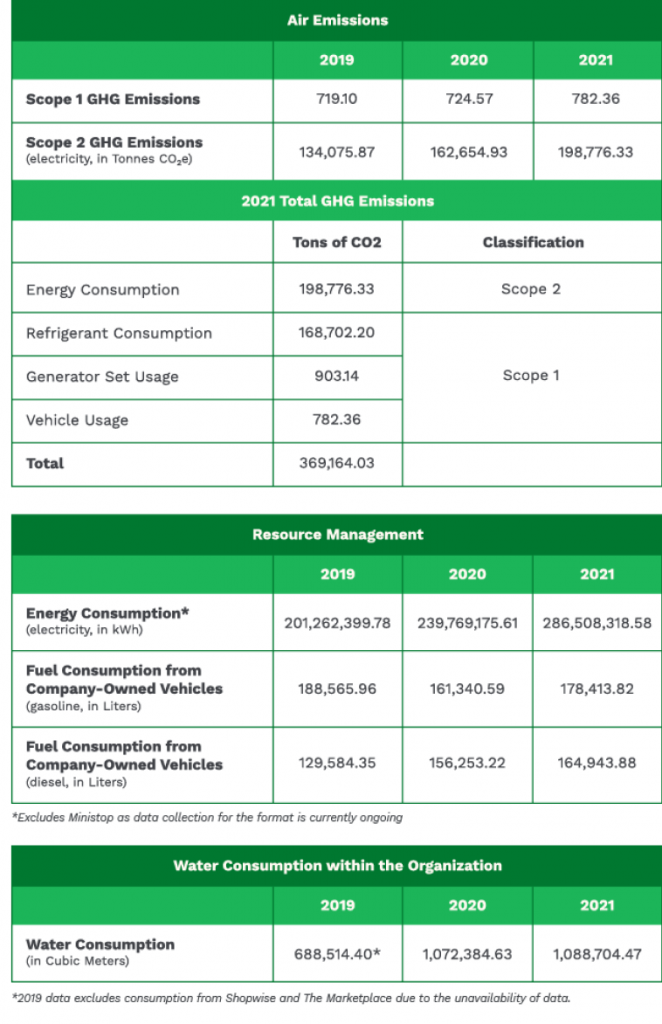 Air Emissions
2019 2020 2021
Scope 1 GHG Emissions 719.10 724.57 782.36
Scope 2 GHG Emissions
(electricity, in Tonnes CO₂e) 134,075.87 162,654.93 198,776.33
2021 Total GHG Emissions
Tons of CO2 Classification
Energy Consumption 198,776.33 Scope 2
Refrigerant Consumption 168,702.20
Generator Set Usage 903.14 Scope 1
Vehicle Usage 782.36
Total 369,164.03
Resource Management
2019 2020 2021
Energy Consumption*
(electricity, in kWh) 201,262,399.78 239,769,175.61 286,508,318.58
Fuel Consumption from
Company-Owned Vehicles 188,565.96 161,340.59 178,413.82
(gasoline, in Liters)
Fuel Consumption from
Company-Owned Vehicles 129,584.35 156,253.22 164,943.88
(diesel, in Liters)
*Excludes Ministop as data collection for the format is currently ongoing
Water Consumption within the Organization
2019 2020 2021
Water Consumption
(in Cubic Meters) 688,514.40* 1,072,384.63 1,088,704.47
*2019 data excludes consumption from Shopwise and The Marketplace due to the unavailability of data.